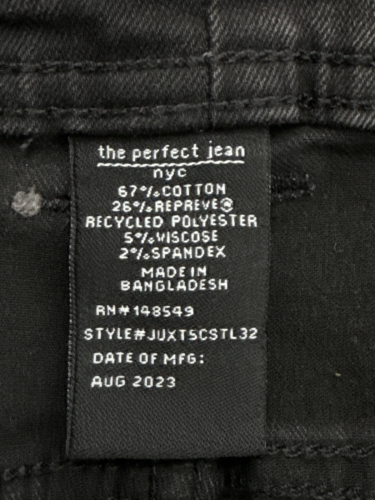 the perfect jean
nyc
67% COTTON
26% REPREVE®
RECYCLED POLYESTER
5% VISCOSE
2% SPANDEX
MADE IN
BANGLADESH
RN# 148549
STYLE# JUXT5CSTL32
DATE OF MFG:
AUG 2023